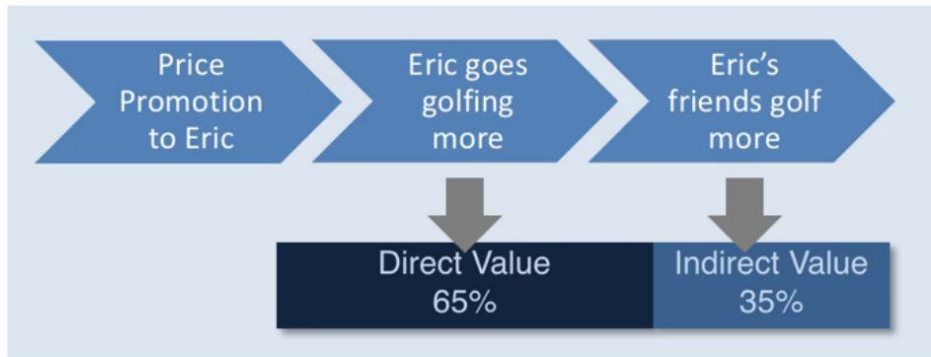 Price
Promotion
to Eric
Eric goes
golfing
more
Eric's
friends golf
more
Direct Value
65%
Indirect Value
35%